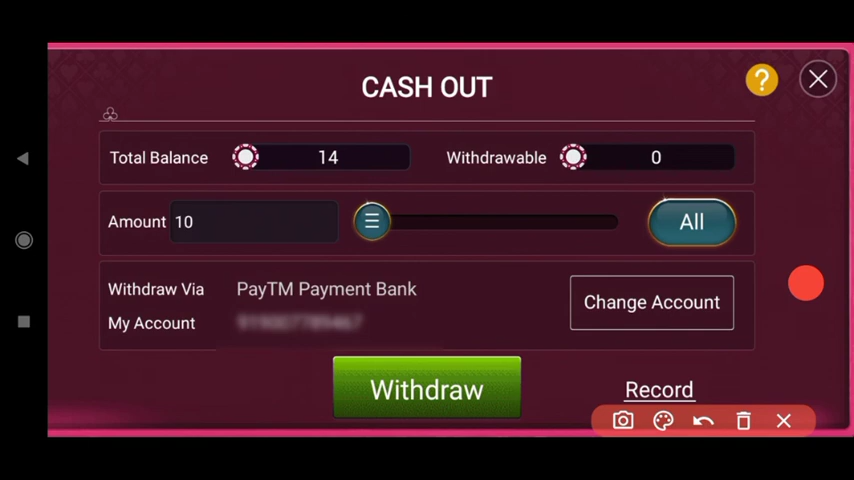 CASH OUT
?
Total Balance 14 Withdrawable 0
Amount 10 All
Withdraw Via PayTM Payment Bank
Change Account
My Account
Withdraw
Record